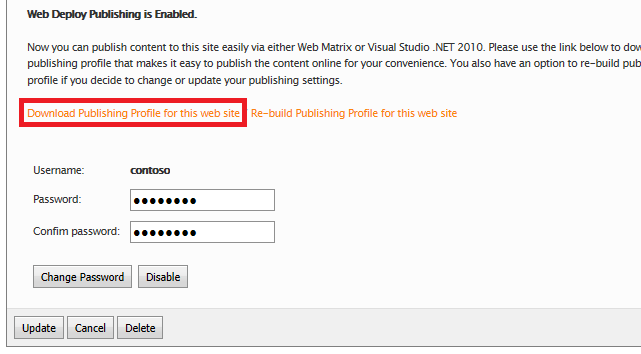 Web Deploy Publishing is Enabled.
Now you can publish content to this site easily via either Web Matrix or Visual Studio .NET 2010. Please use the link below to
publishing profile that makes it easy to publish the content online for your convenience. You also have an option to re-build
profile if you decide to change or update your publishing settings.
Download Publishing Profile for this web site Re-build Publishing Profile for this web site
Username: contoso
Password: ●●●●●●●●
Confim password: ●●●●●●●●
Change Password Disable
Update Cancel Delete